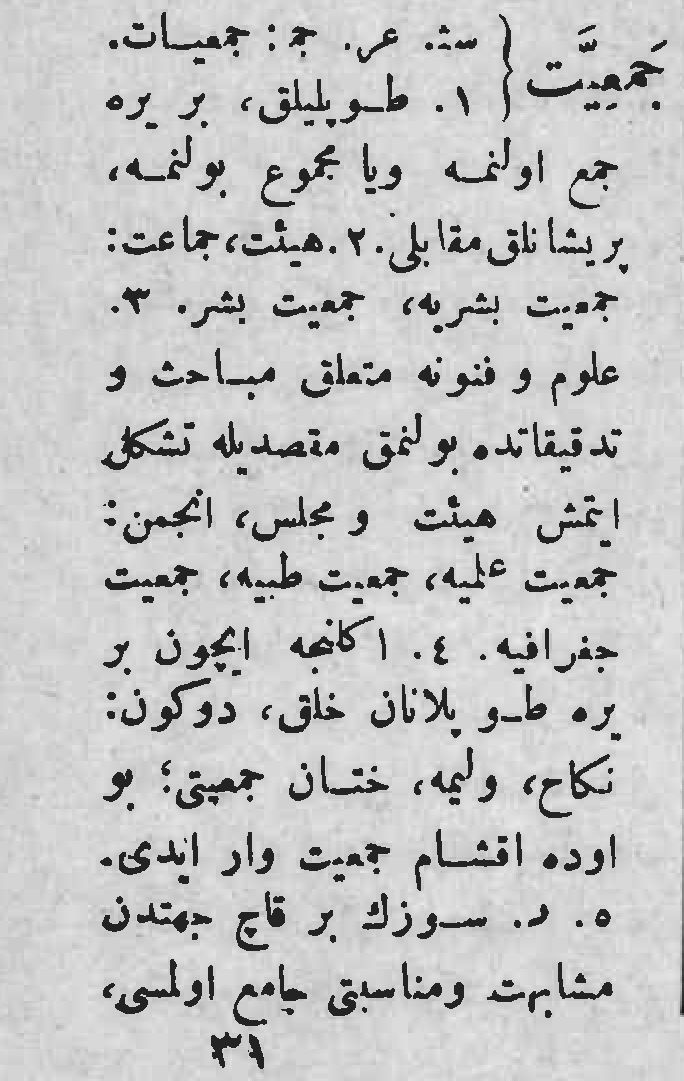 جَمعِيَّت { سث. عر. ج: جمعيات.
١. طوپليلق، بر يره
جمع اولنمه ويا مجموع بولنمه،
پريشانلق مقابلى. ٢. هيئت، جماعت:
جمعيت بشريه، جمعيت بشر. ٣.
علوم و فنونه متعلق مباحث و
تدقيقاتده بولنمق مقصديله تشكل
ايتمش هيئت و مجلس، انجمن:
جمعيت علميه، جمعيت طبيه، جمعيت
جغرافيه. ٤. اكلنجه ايچون بر
يره طوپلانان خلق، دوكون:
نكاح، وليمه، ختان جمعيتى؛ بو
اوده اقشام جمعيت وار ايدى.
٥. د. سوزك بر قاچ جهتدن
مشابهت ومناسبتى جامع اولمسى،
٣١